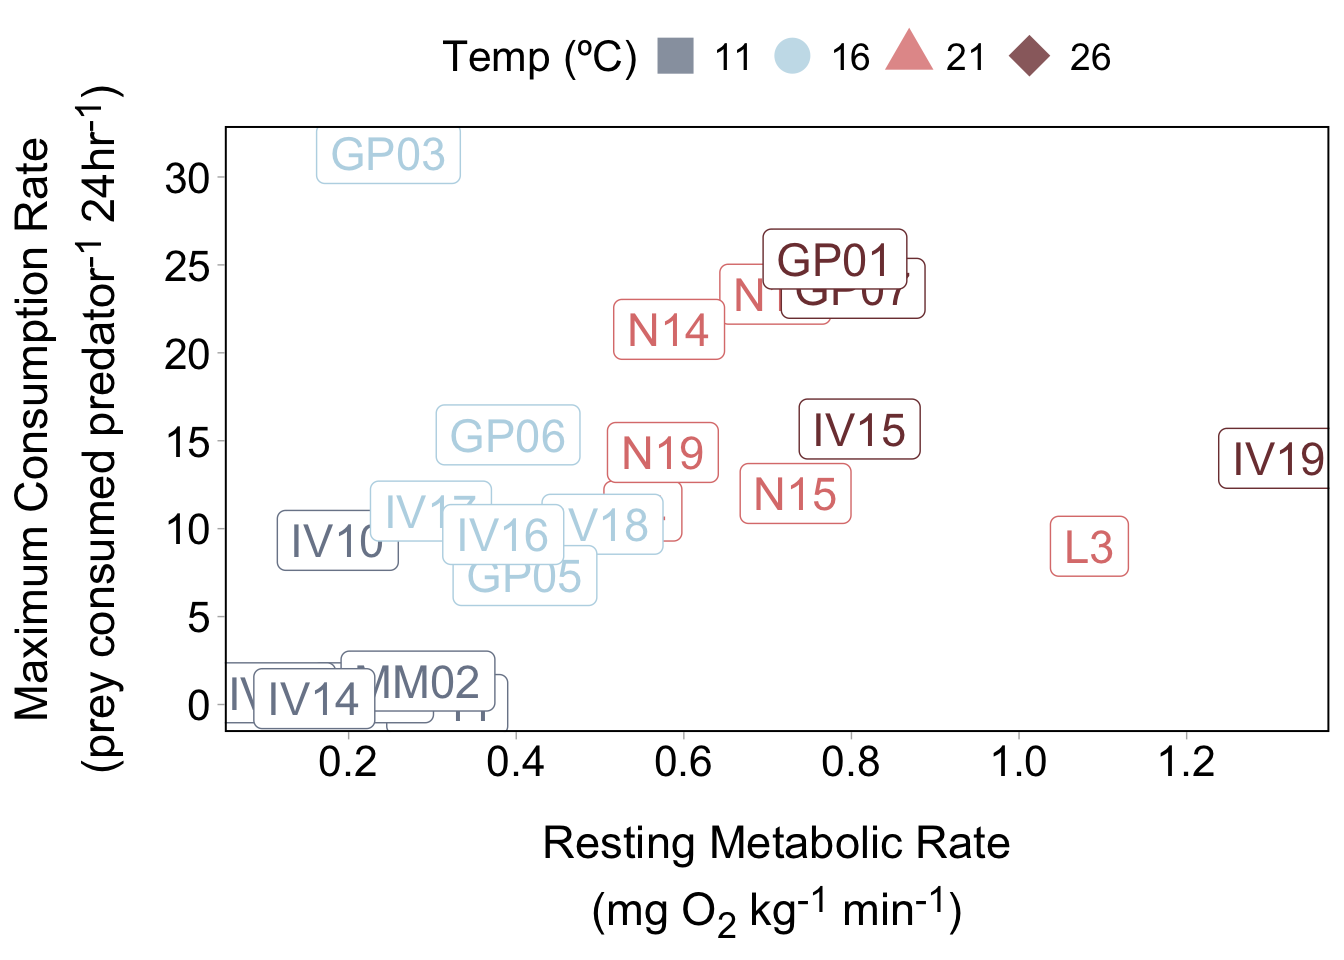 Temp (ºC) 11 16 21 26
Maximum Consumption Rate
(prey consumed predator⁻¹ 24hr⁻¹)
30
25
20
15
10
5
0
GP03
GP01
GP07
N14
GP06
IV15
N19
IV19
N15
IV17
IV16
V18
IV10
L3
GP05
MM02
IV14
0.2 0.4 0.6 0.8 1.0 1.2
Resting Metabolic Rate
(mg O₂ kg⁻¹ min⁻¹)